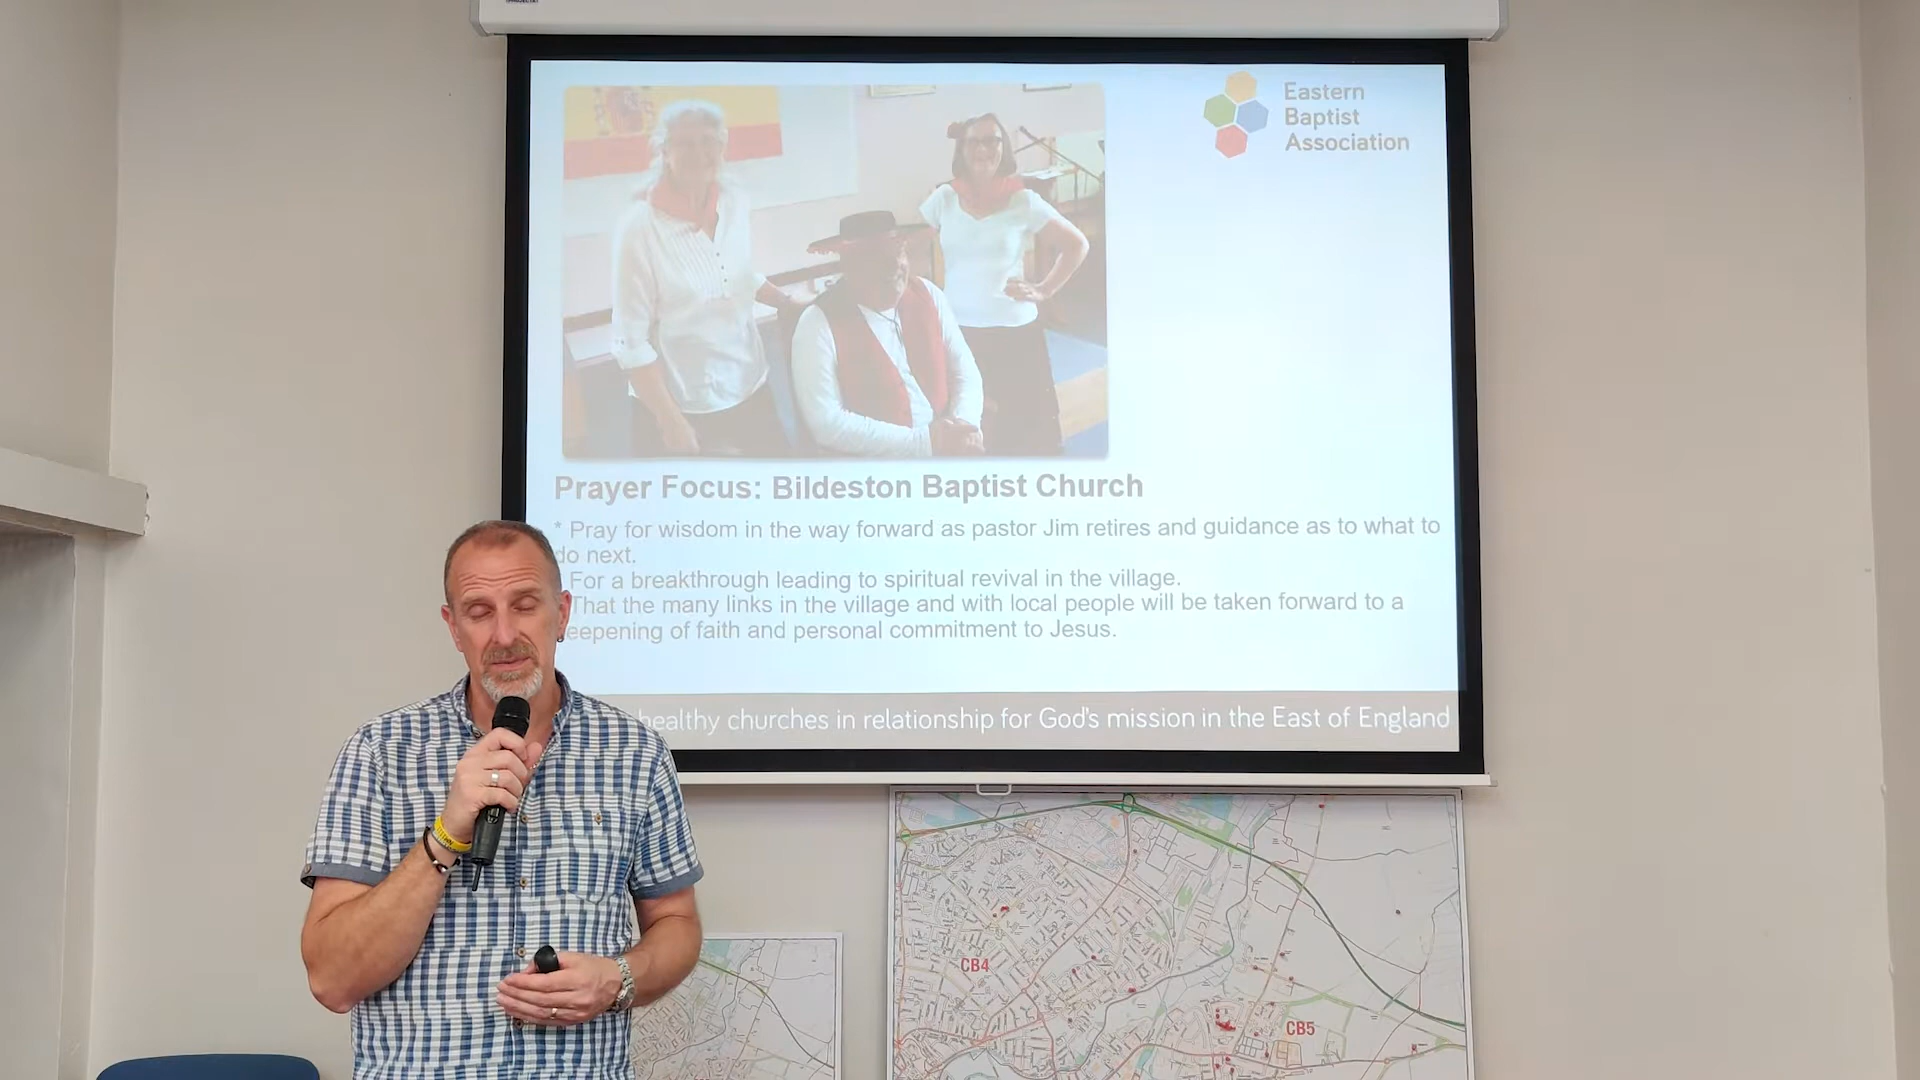 Eastern
Baptist
Association
Prayer Focus: Bildeston Baptist Church
* Pray for wisdom in the way forward as pastor Jim retires and guidance as to what to
do next.
For a breakthrough leading to spiritual revival in the village.
That the many links in the village and with local people will be taken forward to a
eepening of faith and personal commitment to Jesus.
healthy churches in relationship for God's mission in the East of England
CB4
CB5